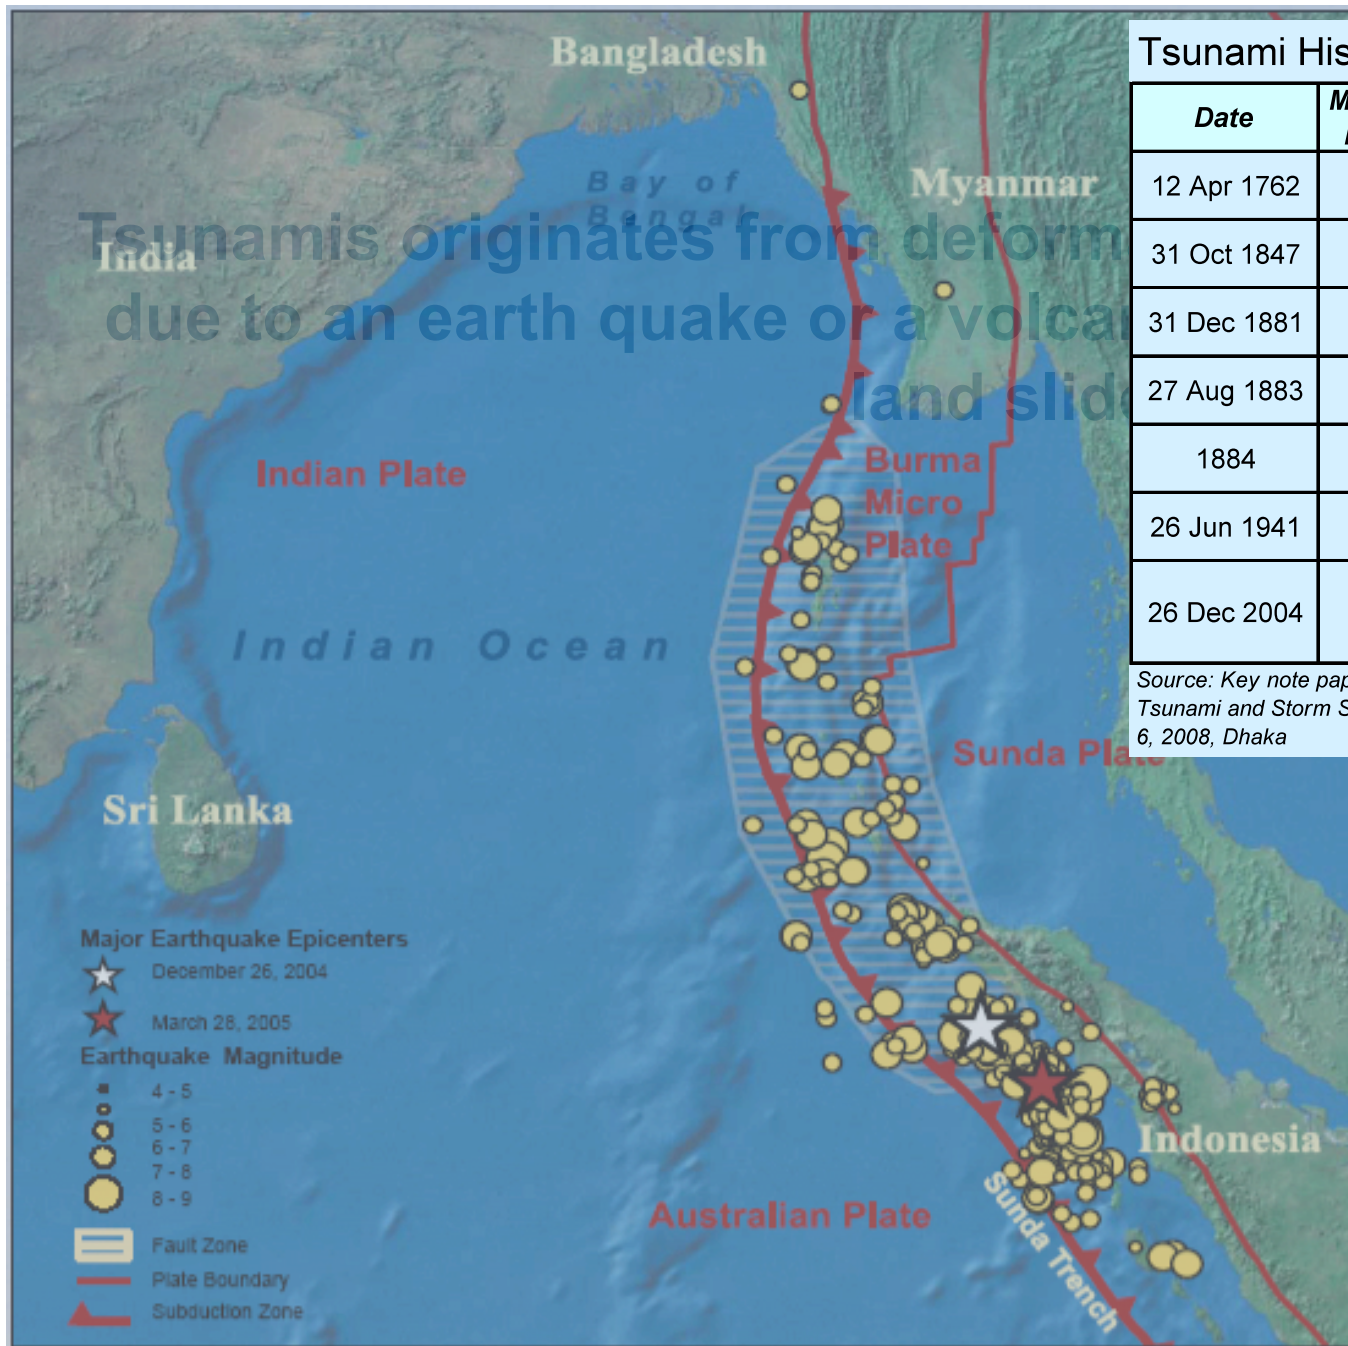 Bangladesh
Bay of
Bengal
Myanmar
India
Tsunamis originates from deform
due to an earth quake or a volca
land slid
Indian Plate
Burma
Micro
Plate
Indian Ocean
Sunda Plate
Sri Lanka
Indonesia
Australian Plate
Sunda Trench
Major Earthquake Epicenters
December 26, 2004
March 28, 2005
Earthquake Magnitude
4 - 5
5 - 6
6 - 7
7 - 8
8 - 9
Fault Zone
Plate Boundary
Subduction Zone
Tsunami His
Date
12 Apr 1762
31 Oct 1847
31 Dec 1881
27 Aug 1883
1884
26 Jun 1941
26 Dec 2004
Source: Key note pap
Tsunami and Storm S
6, 2008, Dhaka